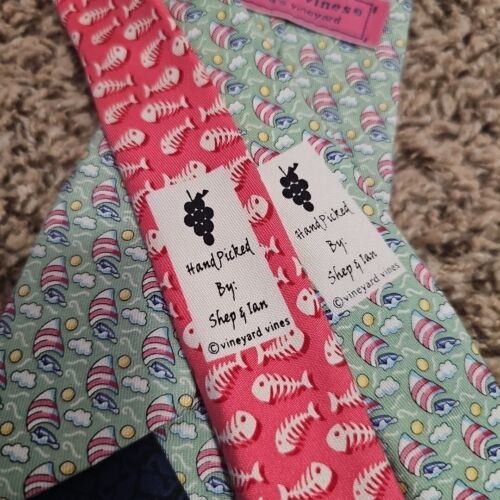 vineyard
HandPicked
By:
Shep & Ian
©vineyard vines
HandPicked
By:
Shep & Ian
©vineyard vines